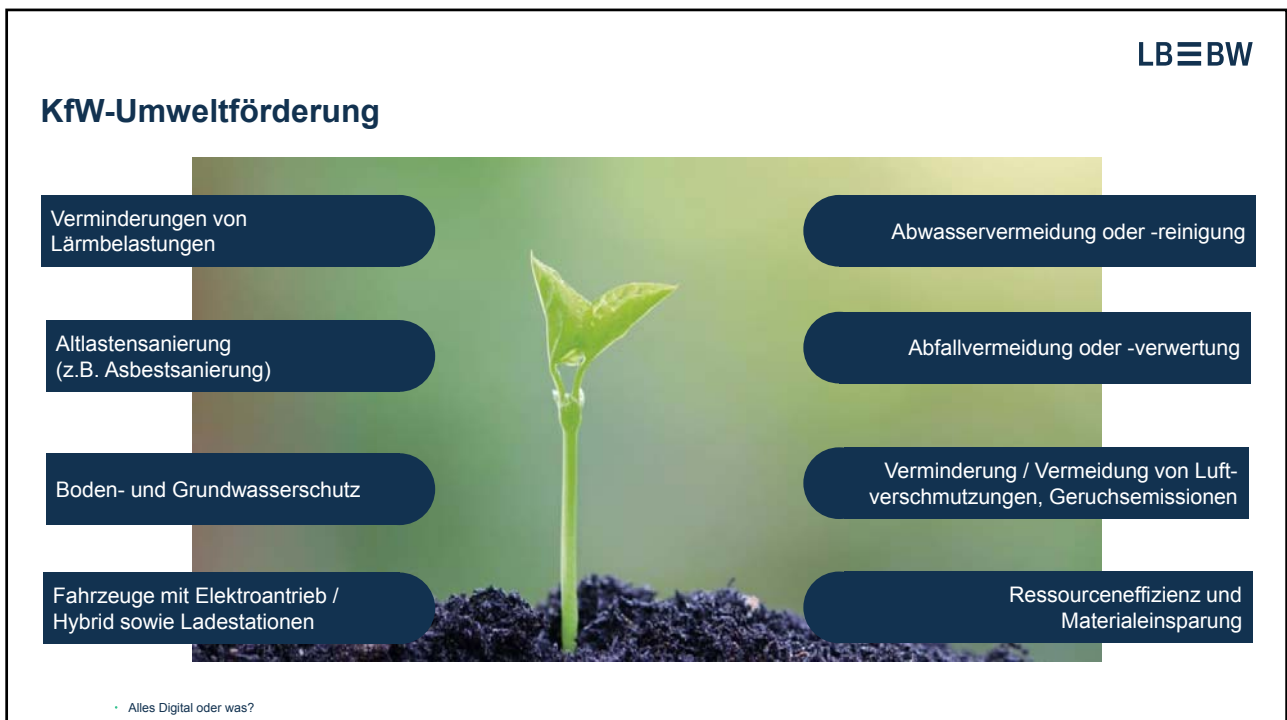 LB≡BW
KfW-Umweltförderung
Verminderungen von
Lärmbelastungen
Altlastensanierung
(z.B. Asbestsanierung)
Boden- und Grundwasserschutz
Fahrzeuge mit Elektroantrieb /
Hybrid sowie Ladestationen
Abwasservermeidung oder -reinigung
Abfallvermeidung oder -verwertung
Verminderung / Vermeidung von Luft-
verschmutzungen, Geruchsemissionen
Ressourceneffizienz und
Materialeinsparung
· Alles Digital oder was?